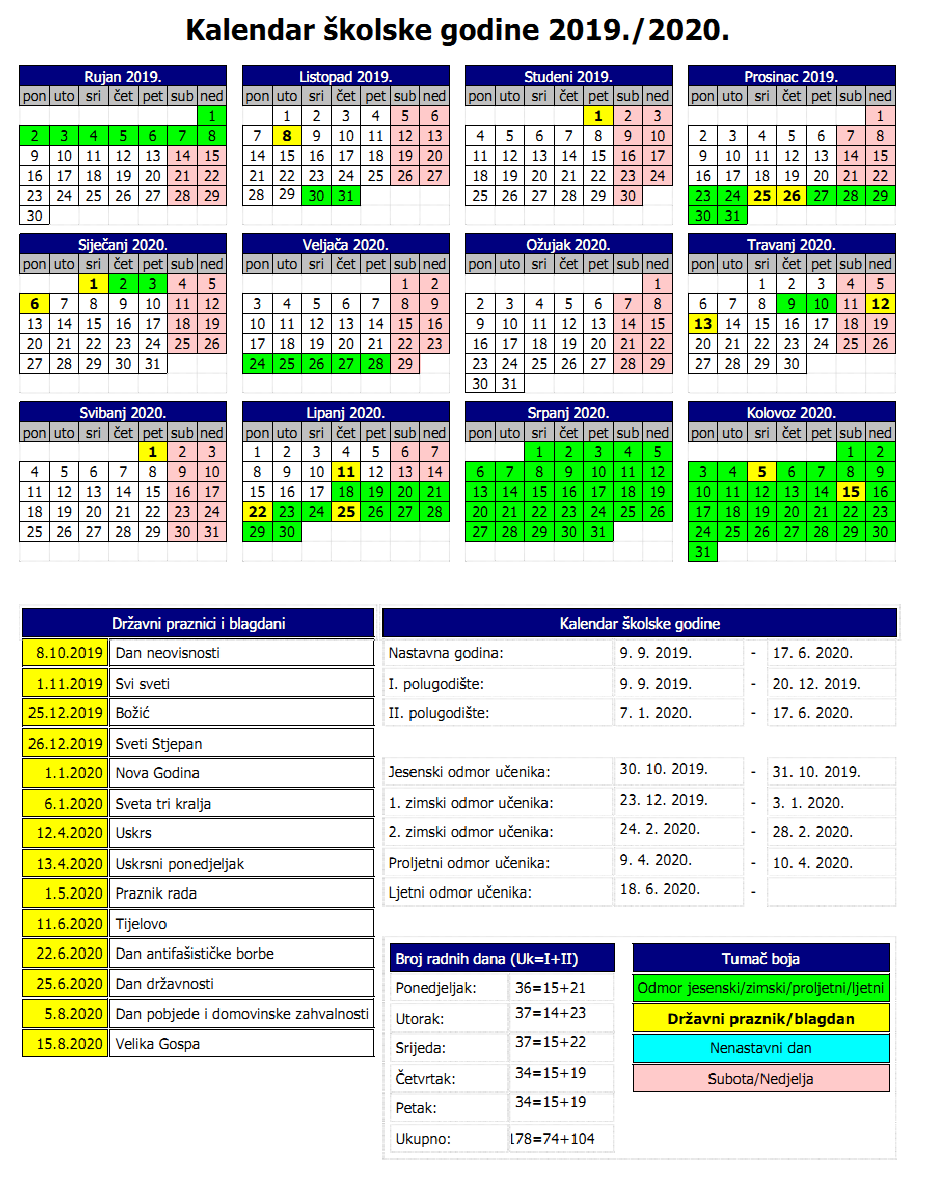 Kalendar školske godine 2019./2020.
Rujan 2019.
pon uto sri čet pet sub ned
1
2 3 4 5 6 7 8
9 10 11 12 13 14 15
16 17 18 19 20 21 22
23 24 25 26 27 28 29
30
Listopad 2019.
pon uto sri čet pet sub ned
1 2 3 4 5 6
7 8 9 10 11 12 13
14 15 16 17 18 19 20
21 22 23 24 25 26 27
28 29 30 31
Studeni 2019.
pon uto sri čet pet sub ned
1 2 3
4 5 6 7 8 9 10
11 12 13 14 15 16 17
18 19 20 21 22 23 24
25 26 27 28 29 30
Prosinac 2019.
pon uto sri čet pet sub ned
1
2 3 4 5 6 7 8
9 10 11 12 13 14 15
16 17 18 19 20 21 22
23 24 25 26 27 28 29
30 31
Siječanj 2020.
pon uto sri čet pet sub ned
1 2 3 4 5
6 7 8 9 10 11 12
13 14 15 16 17 18 19
20 21 22 23 24 25 26
27 28 29 30 31
Veljača 2020.
pon uto sri čet pet sub ned
1 2
3 4 5 6 7 8 9
10 11 12 13 14 15 16
17 18 19 20 21 22 23
24 25 26 27 28 29
Ožujak 2020.
pon uto sri čet pet sub ned
1
2 3 4 5 6 7 8
9 10 11 12 13 14 15
16 17 18 19 20 21 22
23 24 25 26 27 28 29
30 31
Travanj 2020.
pon uto sri čet pet sub ned
1 2 3 4 5
6 7 8 9 10 11 12
13 14 15 16 17 18 19
20 21 22 23 24 25 26
27 28 29 30
Svibanj 2020.
pon uto sri čet pet sub ned
1 2 3
4 5 6 7 8 9 10
11 12 13 14 15 16 17
18 19 20 21 22 23 24
25 26 27 28 29 30 31
Lipanj 2020.
pon uto sri čet pet sub ned
1 2 3 4 5 6 7
8 9 10 11 12 13 14
15 16 17 18 19 20 21
22 23 24 25 26 27 28
29 30
Srpanj 2020.
pon uto sri čet pet sub ned
1 2 3 4 5
6 7 8 9 10 11 12
13 14 15 16 17 18 19
20 21 22 23 24 25 26
27 28 29 30 31
Kolovoz 2020.
pon uto sri čet pet sub ned
1 2
3 4 5 6 7 8 9
10 11 12 13 14 15 16
17 18 19 20 21 22 23
24 25 26 27 28 29 30
31
Državni praznici i blagdani
8.10.2019 Dan neovisnosti
1.11.2019 Svi sveti
25.12.2019 Božić
26.12.2019 Sveti Stjepan
1.1.2020 Nova Godina
6.1.2020 Sveta tri kralja
12.4.2020 Uskrs
13.4.2020 Uskrsni ponedjeljak
1.5.2020 Praznik rada
11.6.2020 Tijelovo
22.6.2020 Dan antifašističke borbe
25.6.2020 Dan državnosti
5.8.2020 Dan pobjede i domovinske zahvalnosti
15.8.2020 Velika Gospa
Kalendar školske godine
Nastavna godina: 9. 9. 2019. - 17. 6. 2020.
I. polugodište: 9. 9. 2019. - 20. 12. 2019.
II. polugodište: 7. 1. 2020. - 17. 6. 2020.
Jesenski odmor učenika: 30. 10. 2019. - 31. 10. 2019.
1. zimski odmor učenika: 23. 12. 2019. - 3. 1. 2020.
2. zimski odmor učenika: 24. 2. 2020. - 28. 2. 2020.
Proljetni odmor učenika: 9. 4. 2020. - 10. 4. 2020.
Ljetni odmor učenika: 18. 6. 2020. -
Broj radnih dana (Uk=I+II)
Ponedjeljak: 36=15+21
Utorak: 37=14+23
Srijeda: 37=15+22
Četvrtak: 34=15+19
Petak: 34=15+19
Ukupno: 178=74+104
Tumač boja
Odmor jesenski/zimski/proljetni/ljetni
Državni praznik/blagdan
Nenastavni dan
Subota/Nedjelja